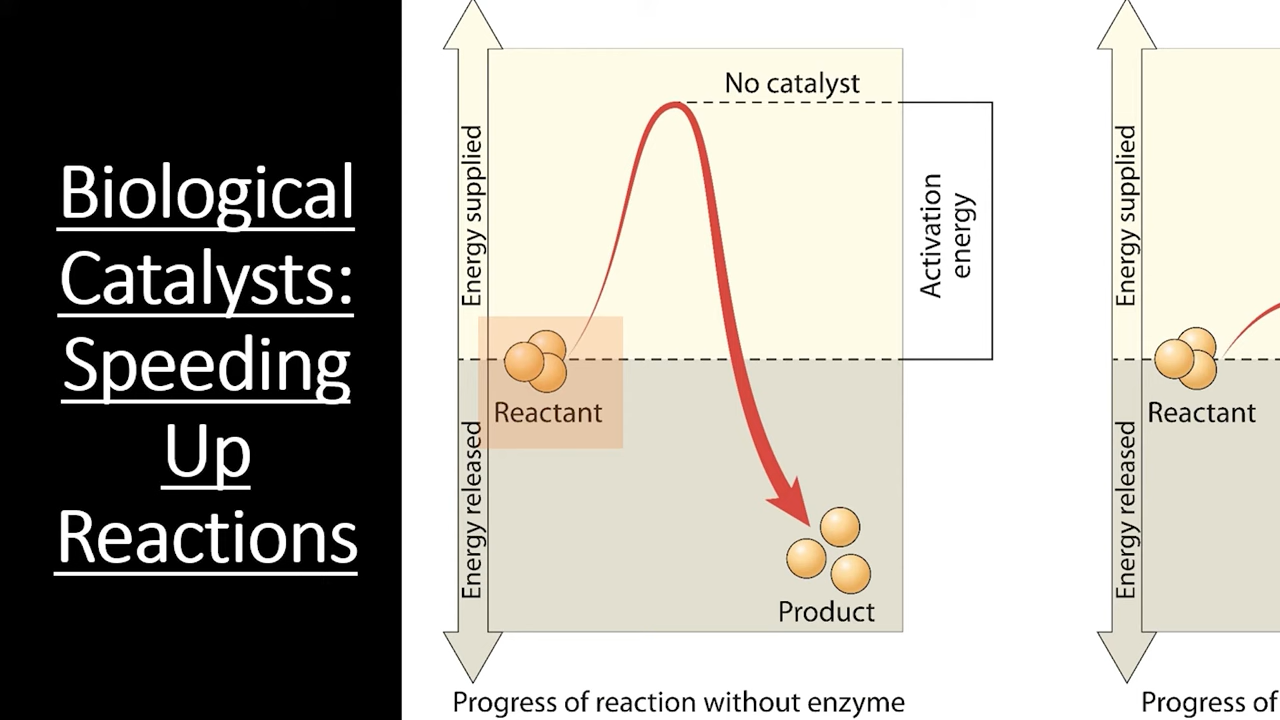 Biological
Catalysts:
Speeding
Up
Reactions
No catalyst
Energy supplied
Activation
energy
Reactant
Energy released
Product
Progress of reaction without enzyme
Energy supplied
Reactant
Energy released
Progress of